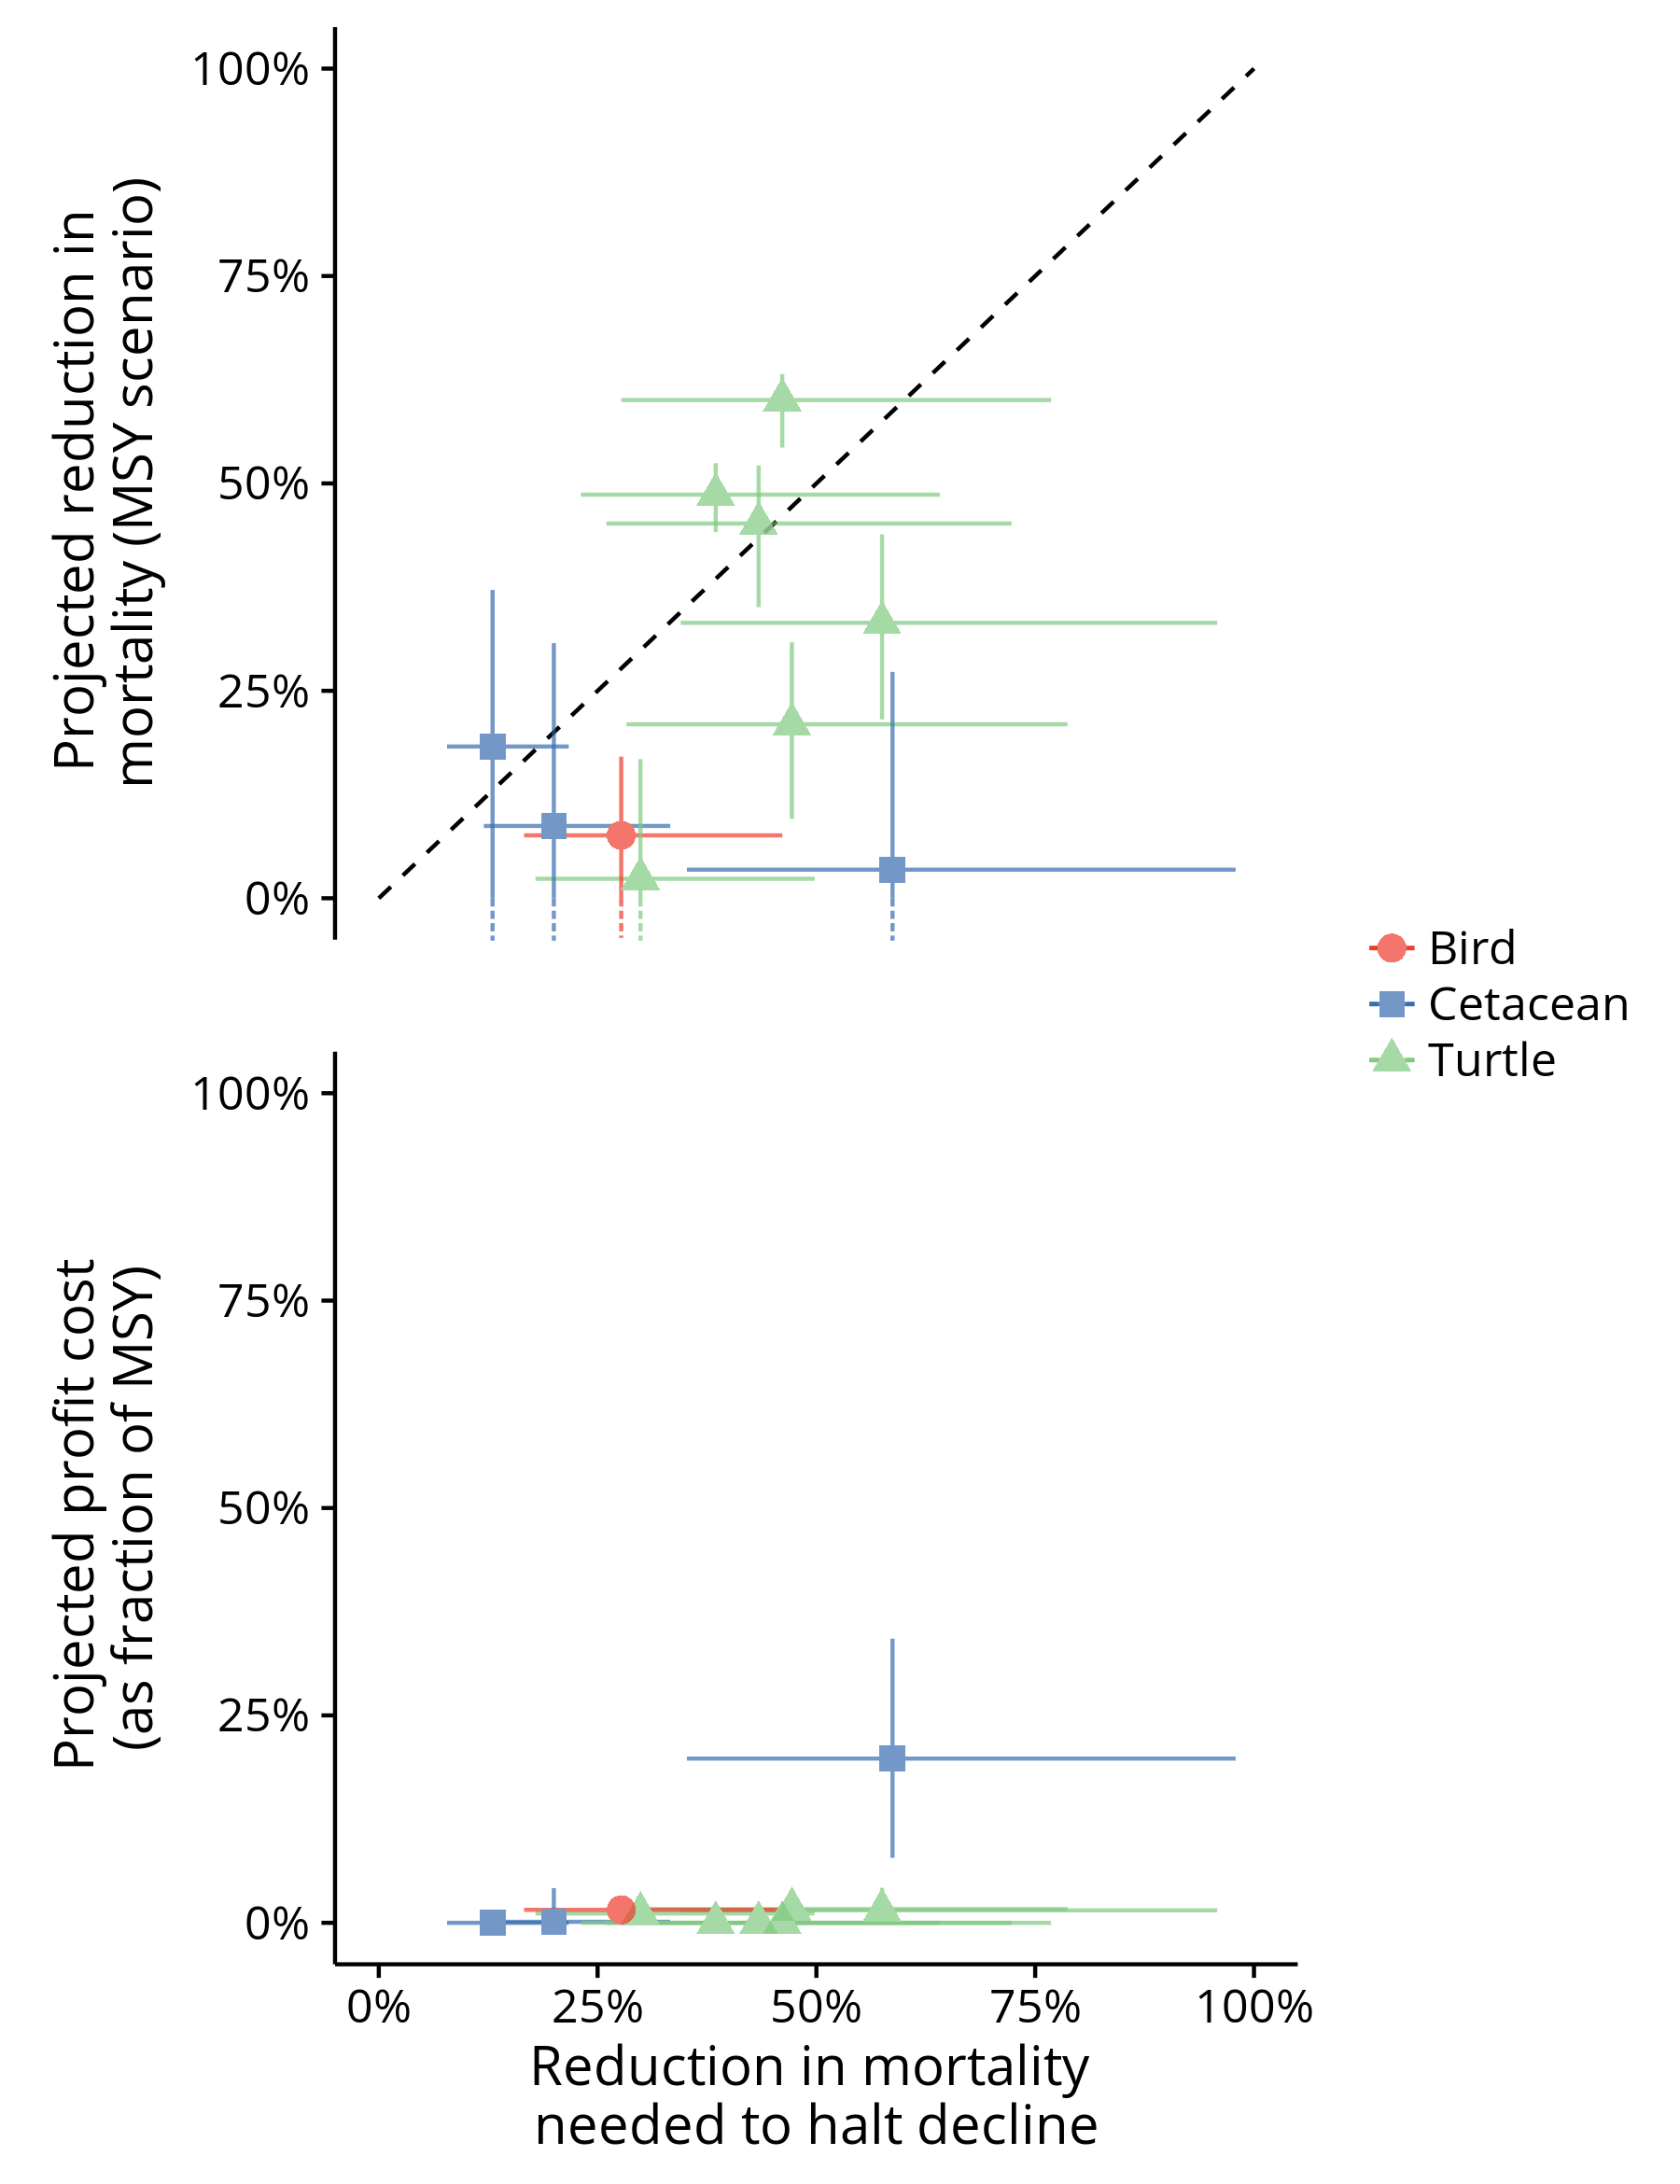 100%
75%
50%
25%
0%
Projected reduction in
mortality (MSY scenario)
Bird
Cetacean
Turtle
100%
75%
50%
25%
0%
Projected profit cost
(as fraction of MSY)
0% 25% 50% 75% 100%
Reduction in mortality
needed to halt decline